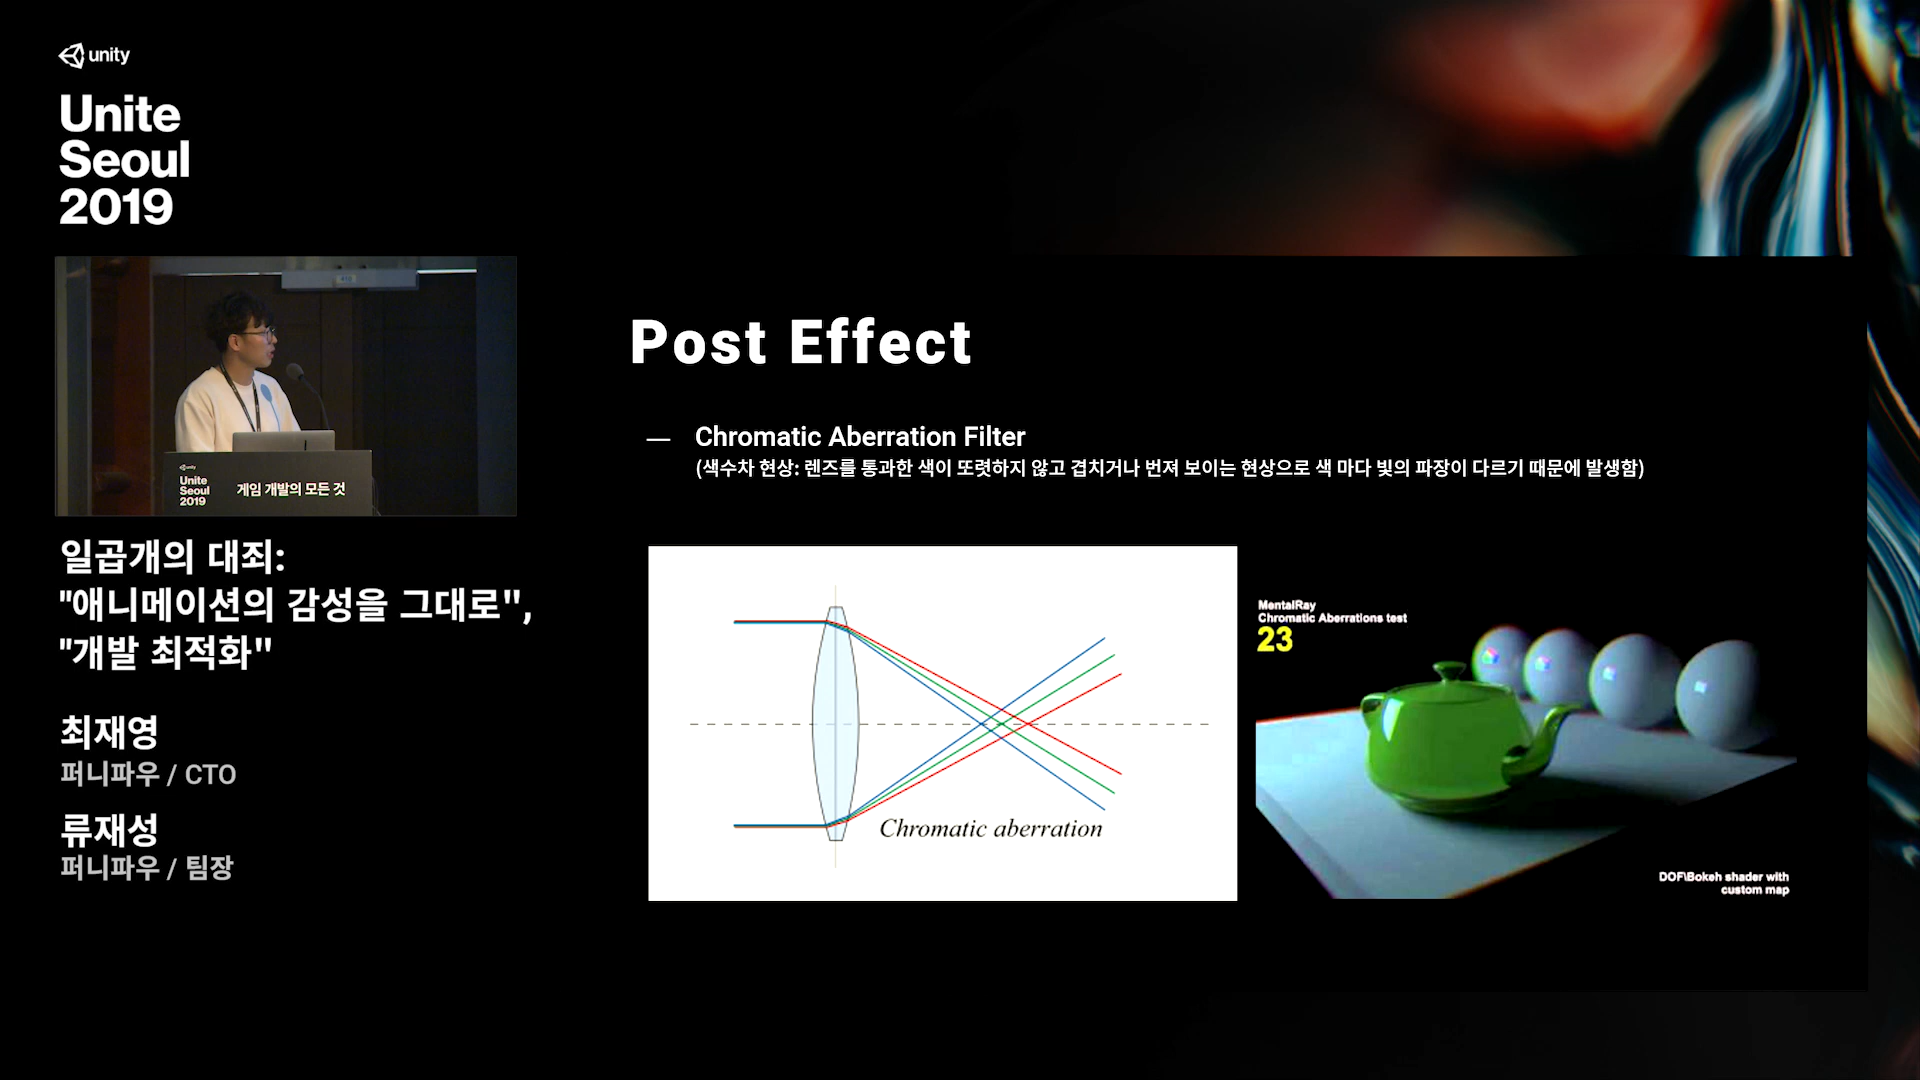 unity
Unite
Seoul
2019
unity
Unite
Seoul
2019
게임 개발의 모든 것
일곱개의 대죄:
"애니메이션의 감성을 그대로",
"개발 최적화"
최재영
퍼니파우 / CTO
류재성
퍼니파우 / 팀장
Post Effect
— Chromatic Aberration Filter
(색수차 현상: 렌즈를 통과한 색이 또렷하지 않고 겹치거나 번져 보이는 현상으로 색 마다 빛의 파장이 다르기 때문에 발생함)
Chromatic aberration
MentalRay
Chromatic Aberrations test
23
DOF\Bokeh shader with
custom map